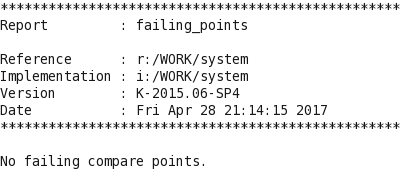 **************************************************
Report         : failing_points

Reference      : r:/WORK/system
Implementation : i:/WORK/system
Version        : K-2015.06-SP4
Date           : Fri Apr 28 21:14:15 2017
**************************************************

No failing compare points.